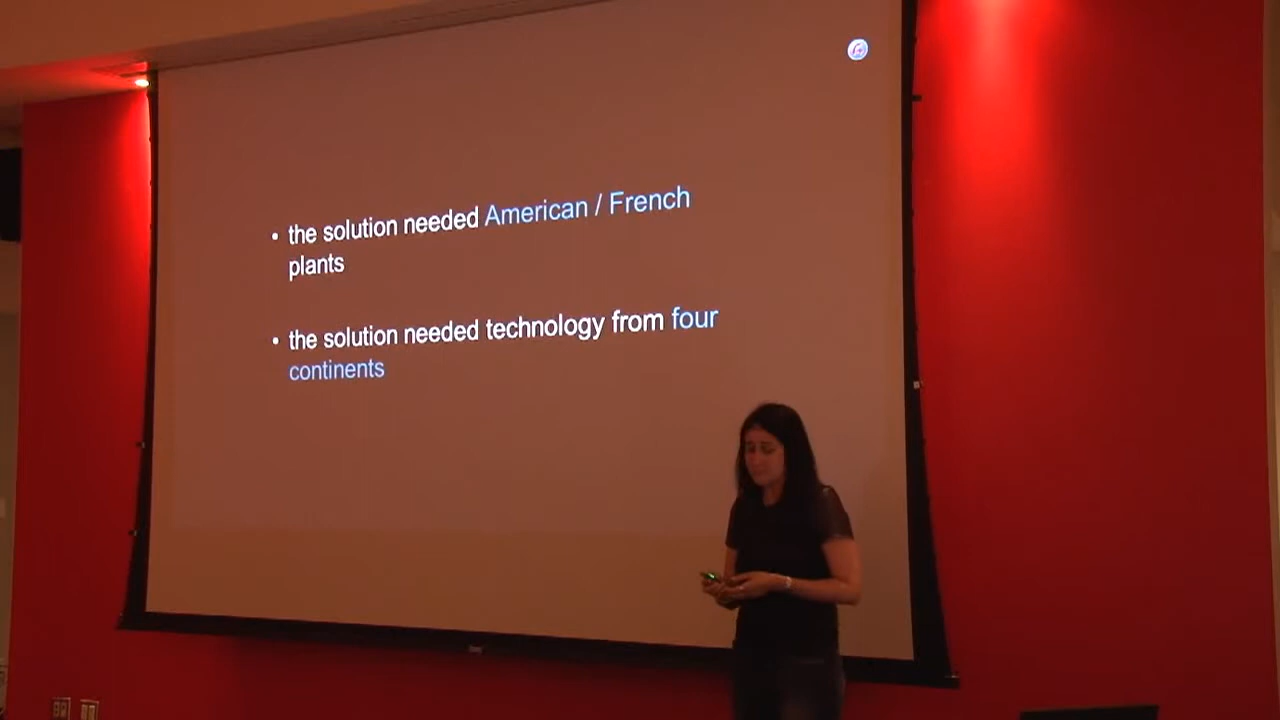 • the solution needed American / French
plants
• the solution needed technology from four
continents